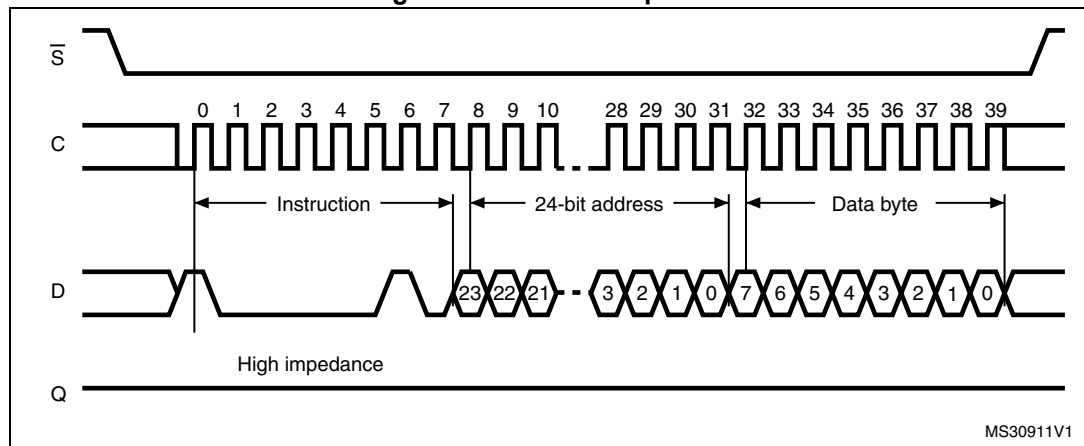 S
0 1 2 3 4 5 6 7 8 9 10 28 29 30 31 32 33 34 35 36 37 38 39
C
Instruction 24-bit address Data byte
D 23 22 21 3 2 1 0 7 6 5 4 3 2 1 0
High impedance
Q
MS30911V1